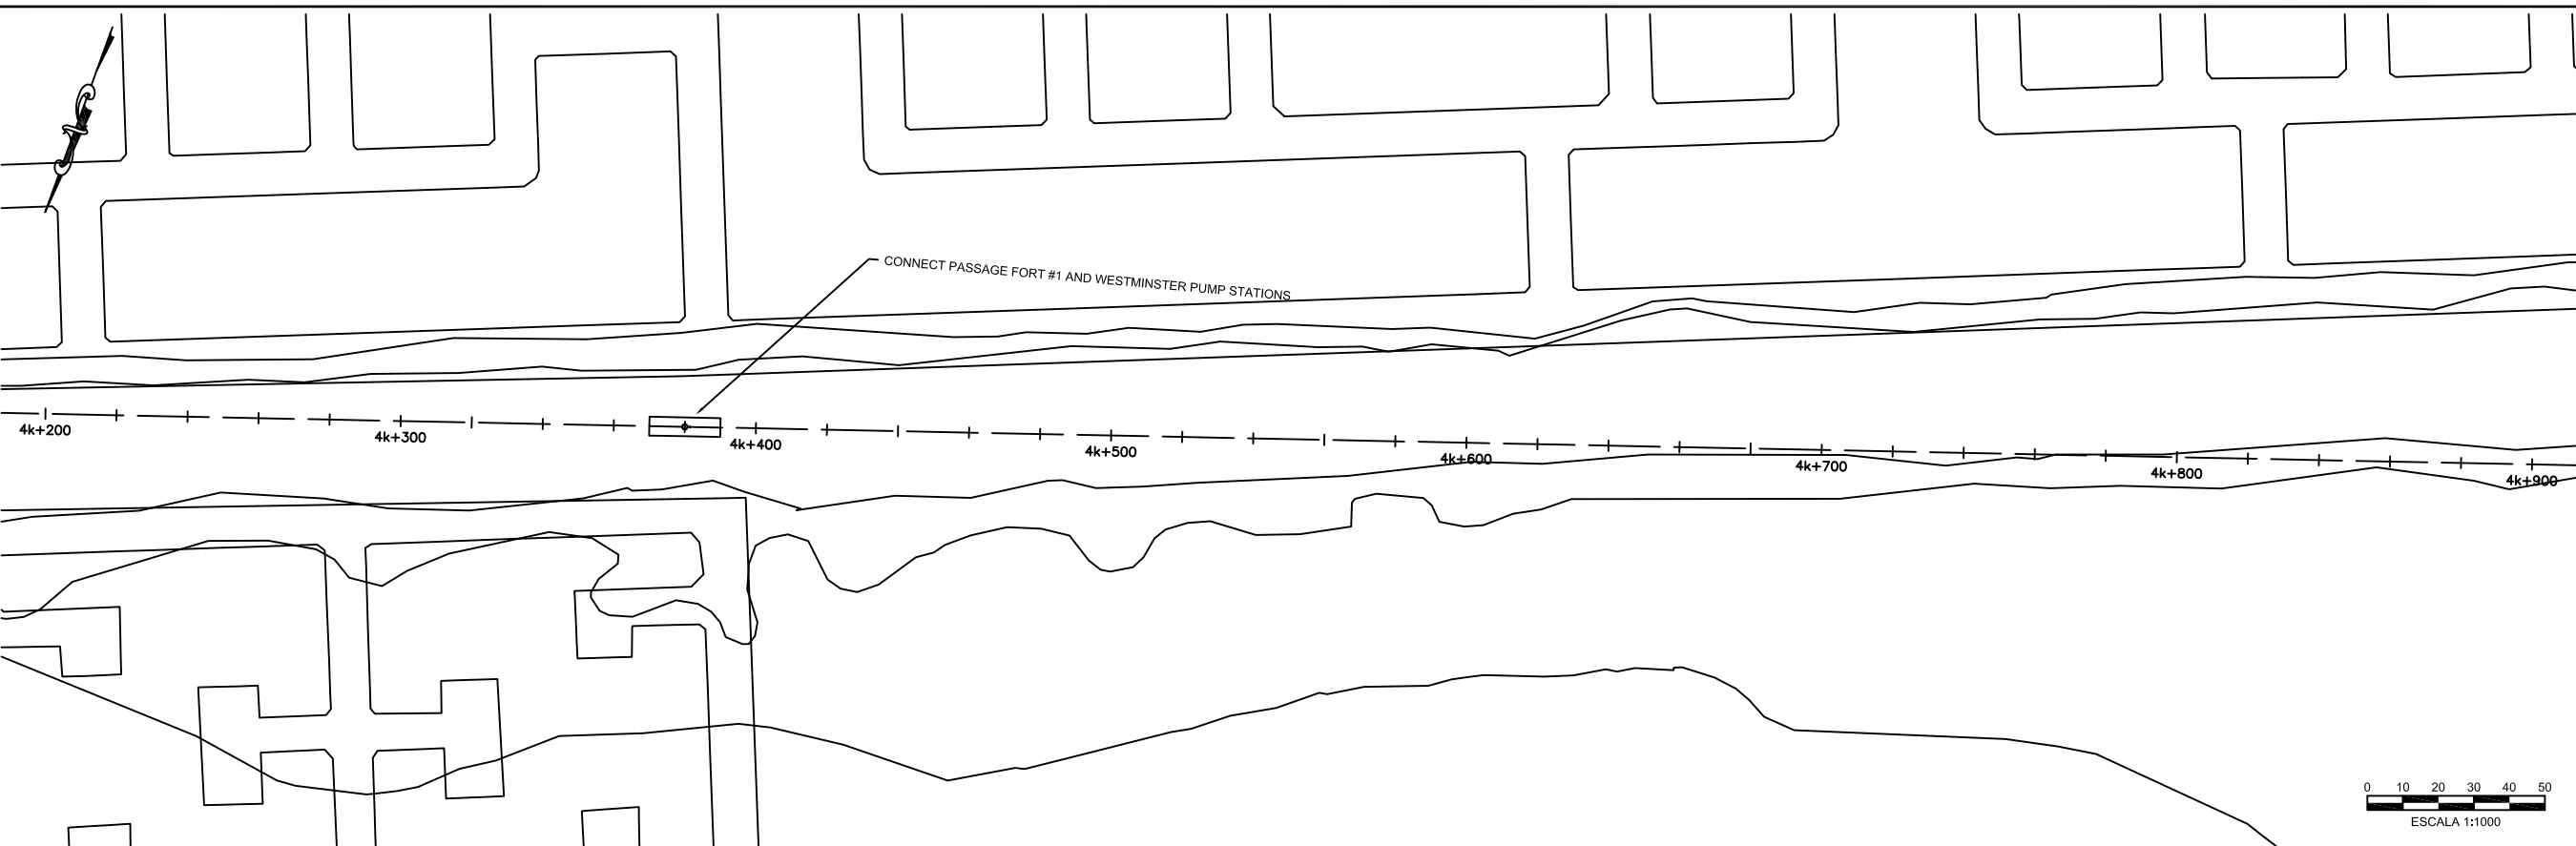 CONNECT PASSAGE FORT #1 AND WESTMINSTER PUMP STATIONS
4k+200
4k+300
4k+400
4k+500
4k+600
4k+700
4k+800
4k+900
0 10 20 30 40 50
ESCALA 1:1000